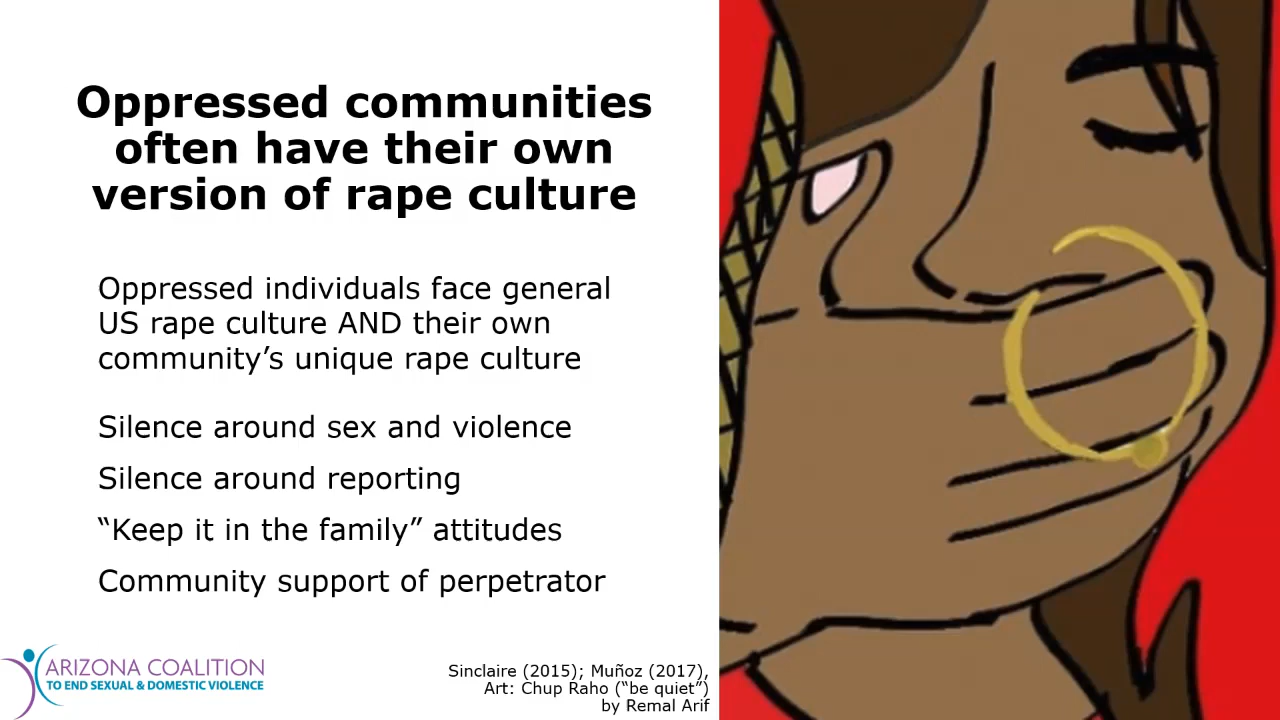 Oppressed communities
often have their own
version of rape culture
Oppressed individuals face general
US rape culture AND their own
community’s unique rape culture
Silence around sex and violence
Silence around reporting
“Keep it in the family” attitudes
Community support of perpetrator
ARIZONA COALITION
TO END SEXUAL & DOMESTIC VIOLENCE
Sinclaire (2015); Muñoz (2017),
Art: Chup Raho (“be quiet”)
by Remal Arif